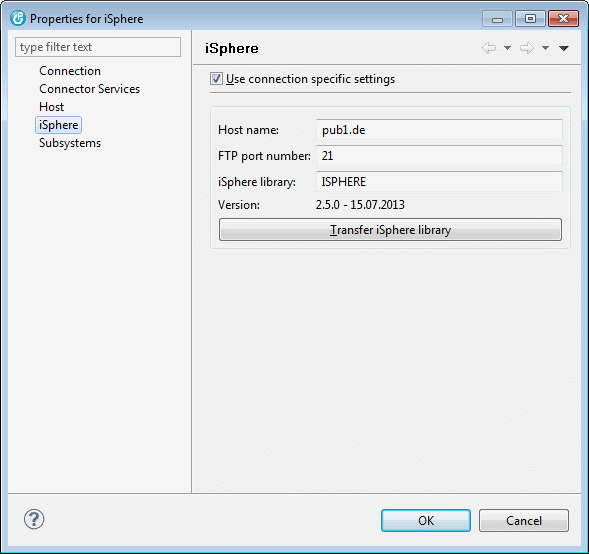 Properties for iSphere
type filter text
Connection
Connector Services
Host
iSphere
Subsystems
iSphere
Use connection specific settings
Host name: pub1.de
FTP port number: 21
iSphere library: ISPHERE
Version: 2.5.0 - 15.07.2013
Transfer iSphere library
?
OK Cancel